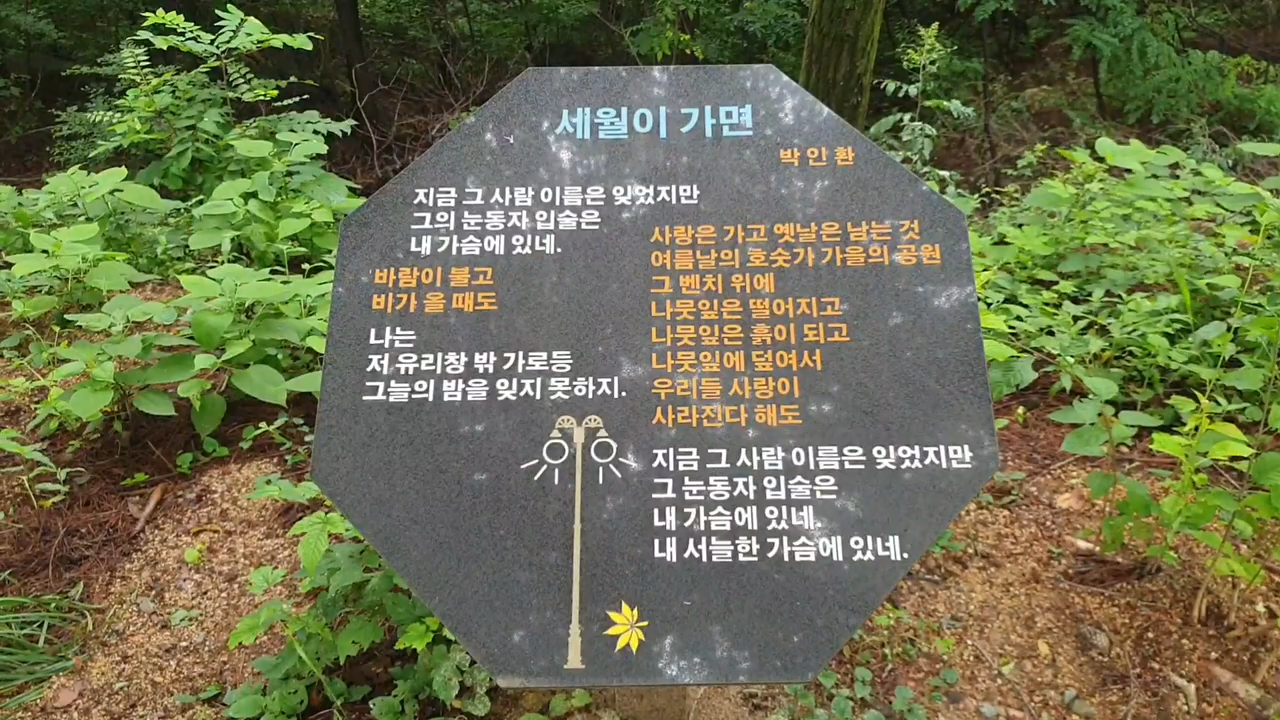 세월이 가면
박인환
지금 그 사람 이름은 잊었지만
그의 눈동자 입술은
내 가슴에 있네.
바람이 불고
비가 올 때도
나는
저 유리창 밖 가로등
그늘의 밤을 잊지 못하지.
사랑은 가고 옛날은 남는 것
여름날의 호숫가 가을의 공원
그 벤치 위에
나뭇잎은 떨어지고
나뭇잎은 흙이 되고
나뭇잎에 덮여서
우리들 사랑이
사라진다 해도
지금 그 사람 이름은 잊었지만
그 눈동자 입술은
내 가슴에 있네.
내 서늘한 가슴에 있네.